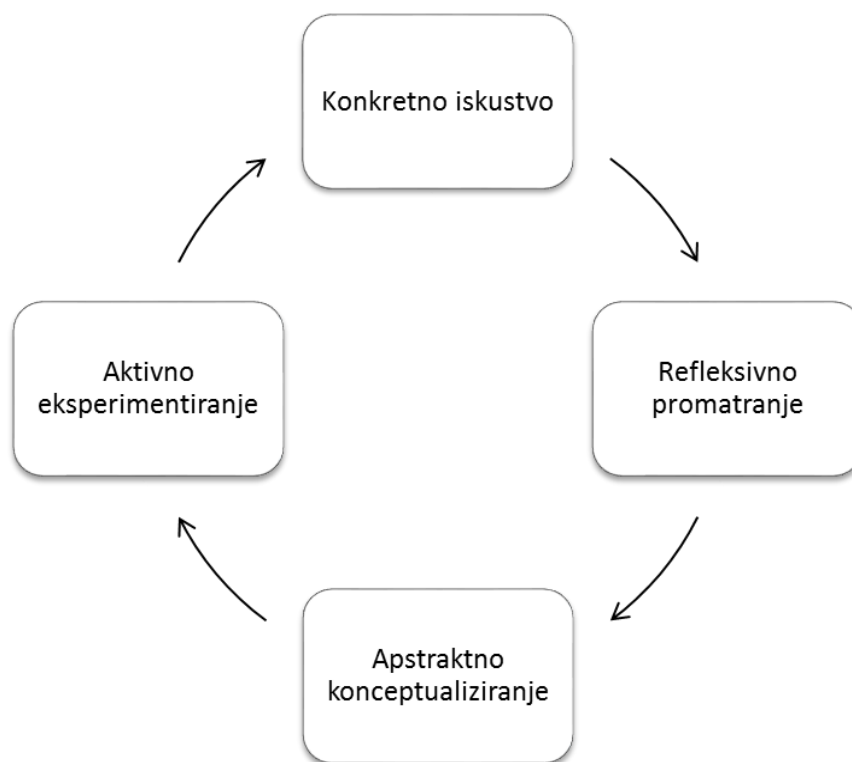 Konkretno iskustvo
Refleksivno
promatranje
Apstraktno
konceptualiziranje
Aktivno
eksperimentiranje